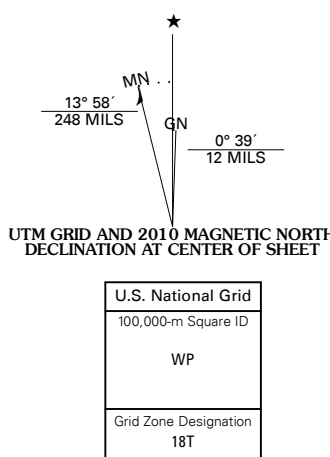 ★
MN
13° 58´
248 MILS
GN
0° 39´
12 MILS
UTM GRID AND 2010 MAGNETIC NORTH
DECLINATION AT CENTER OF SHEET
U.S. National Grid
100,000-m Square ID
WP
Grid Zone Designation
18T